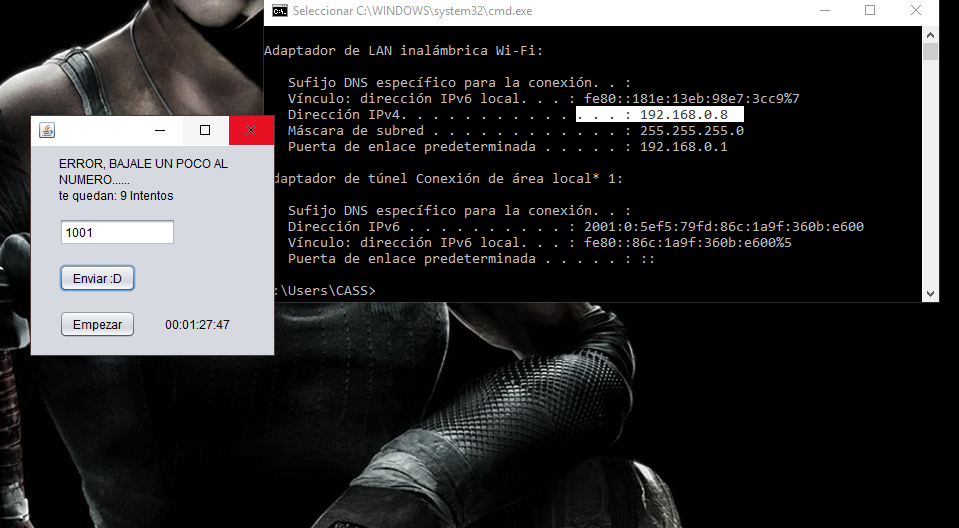 Seleccionar C:\WINDOWS\system32\cmd.exe
Adaptador de LAN inalámbrica Wi-Fi:
Sufijo DNS específico para la conexión. . :
Vínculo: dirección IPv6 local. . . : fe80::181e:13eb:98e7:3cc9%7
Dirección IPv4. . . . . . . . . . . . . . : 192.168.0.8
Máscara de subred . . . . . . . . . . . . : 255.255.255.0
Puerta de enlace predeterminada . . . . . : 192.168.0.1
daptador de túnel Conexión de área local* 1:
Sufijo DNS específico para la conexión. . :
Dirección IPv6 . . . . . . . . . . : 2001:0:5ef5:79fd:86c:1a9f:360b:e600
Vínculo: dirección IPv6 local. . . : fe80::86c:1a9f:360b:e600%5
Puerta de enlace predeterminada . . . . . : ::
:\Users\CASS>
ERROR, BAJALE UN POCO AL
NUMERO......
te quedan: 9 Intentos
1001
Enviar :D
Empezar 00:01:27:47